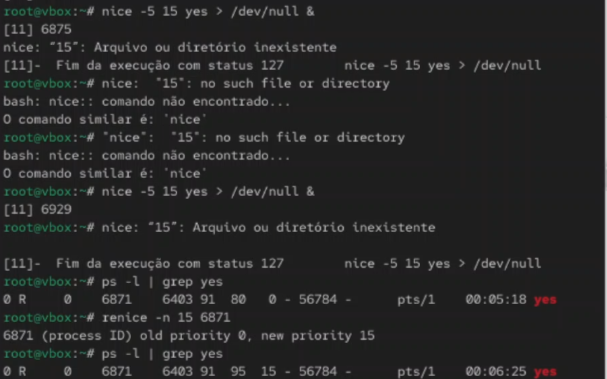 root@vbox:~# nice -5 15 yes > /dev/null &
[11] 6875
nice: “15”: Arquivo ou diretório inexistente
[11]-  Fim da execução com status 127        nice -5 15 yes > /dev/null
root@vbox:~# nice:  "15": no such file or directory
bash: nice:: comando não encontrado...
O comando similar é: 'nice'
root@vbox:~# "nice":  "15": no such file or directory
bash: nice:: comando não encontrado...
O comando similar é: 'nice'
root@vbox:~# nice -5 15 yes > /dev/null &
[11] 6929
root@vbox:~# nice: “15”: Arquivo ou diretório inexistente
[11]-  Fim da execução com status 127        nice -5 15 yes > /dev/null
root@vbox:~# ps -l | grep yes
0 R     0    6871    6403 91  80   0 - 56784 -      pts/1    00:05:18 yes
root@vbox:~# renice -n 15 6871
6871 (process ID) old priority 0, new priority 15
root@vbox:~# ps -l | grep yes
0 R     0    6871    6403 91  95  15 - 56784 -      pts/1    00:06:25 yes